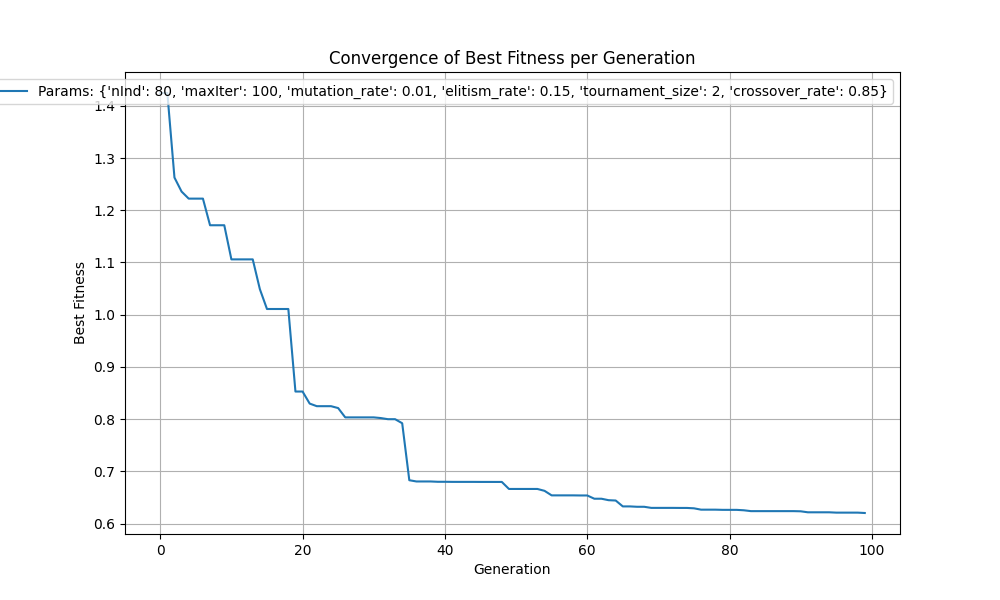 Convergence of Best Fitness per Generation
Params: {'nInd': 80, 'maxIter': 100, 'mutation_rate': 0.01, 'elitism_rate': 0.15, 'tournament_size': 2, 'crossover_rate': 0.85}
1.4
1.3
1.2
1.1
1.0
0.9
0.8
0.7
0.6
Best Fitness
0 20 40 60 80 100
Generation